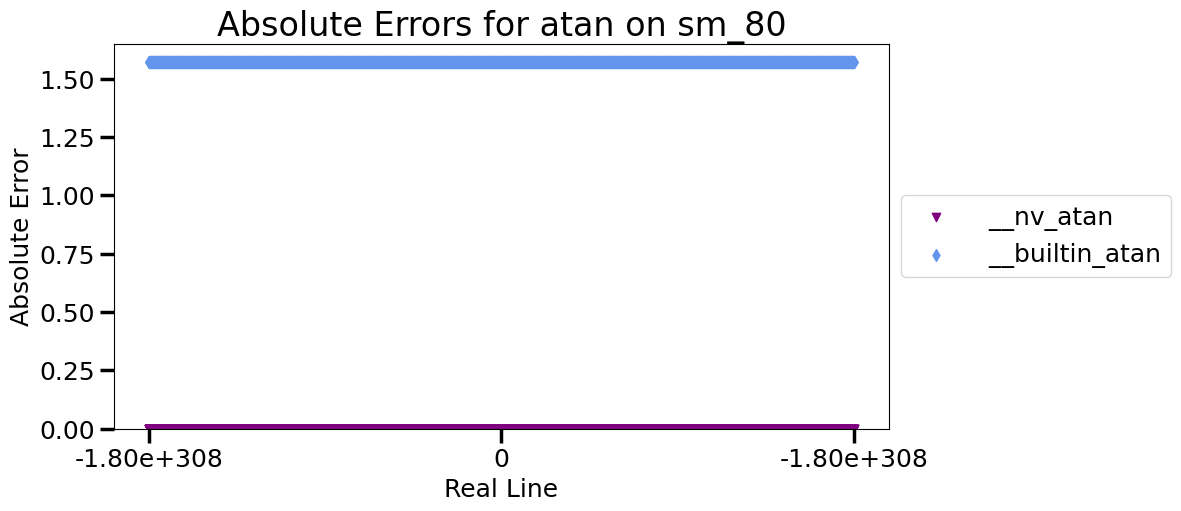 Absolute Errors for atan on sm_80
Absolute Error
1.50
1.25
1.00
0.75
0.50
0.25
0.00
-1.80e+308
0
-1.80e+308
Real Line
__nv_atan
__builtin_atan